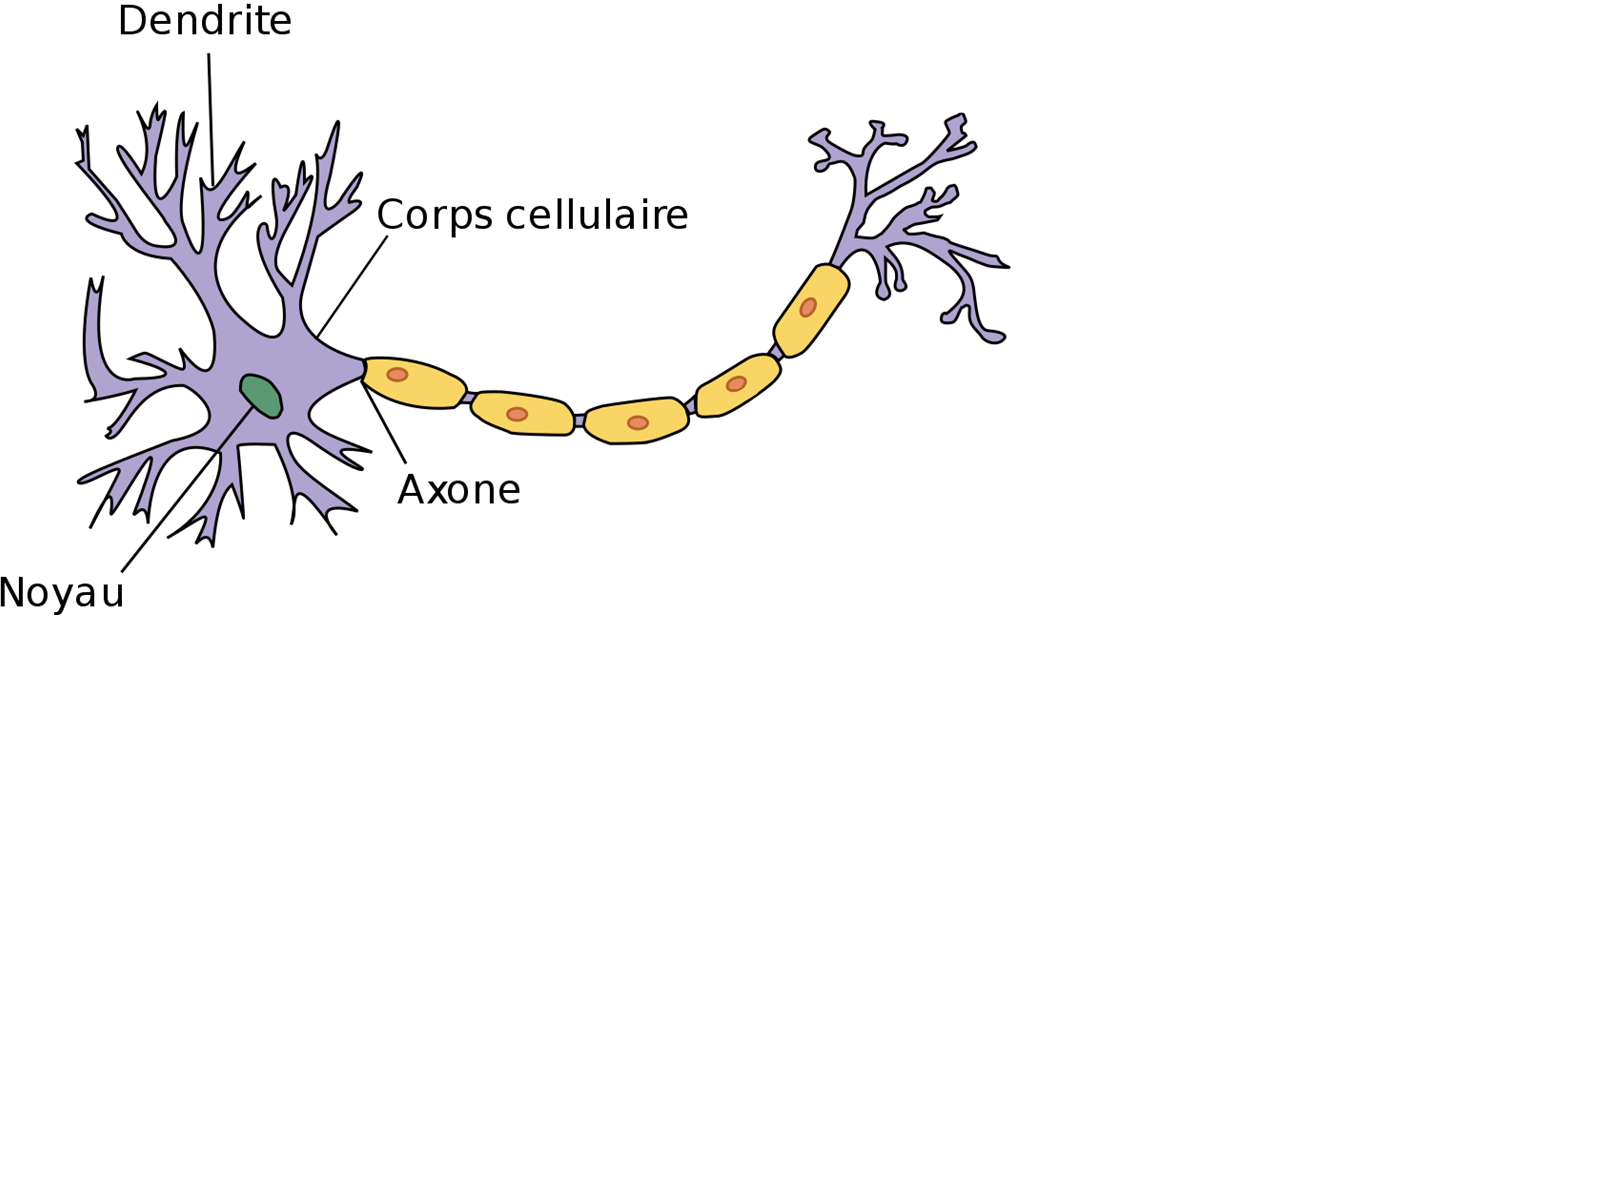 Dendrite
Corps cellulaire
Axone
Noyau